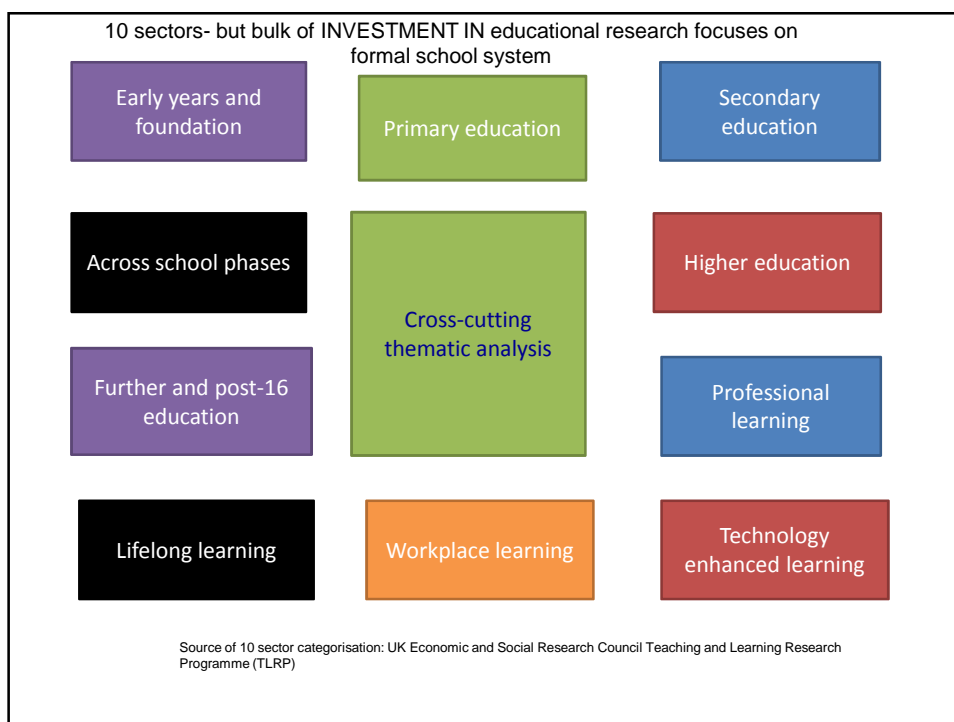 10 sectors- but bulk of INVESTMENT IN educational research focuses on
formal school system
Early years and
foundation
Primary education
Secondary
education
Across school phases
Cross-cutting
thematic analysis
Higher education
Further and post-16
education
Professional
learning
Lifelong learning
Workplace learning
Technology
enhanced learning
Source of 10 sector categorisation: UK Economic and Social Research Council Teaching and Learning Research
Programme (TLRP)